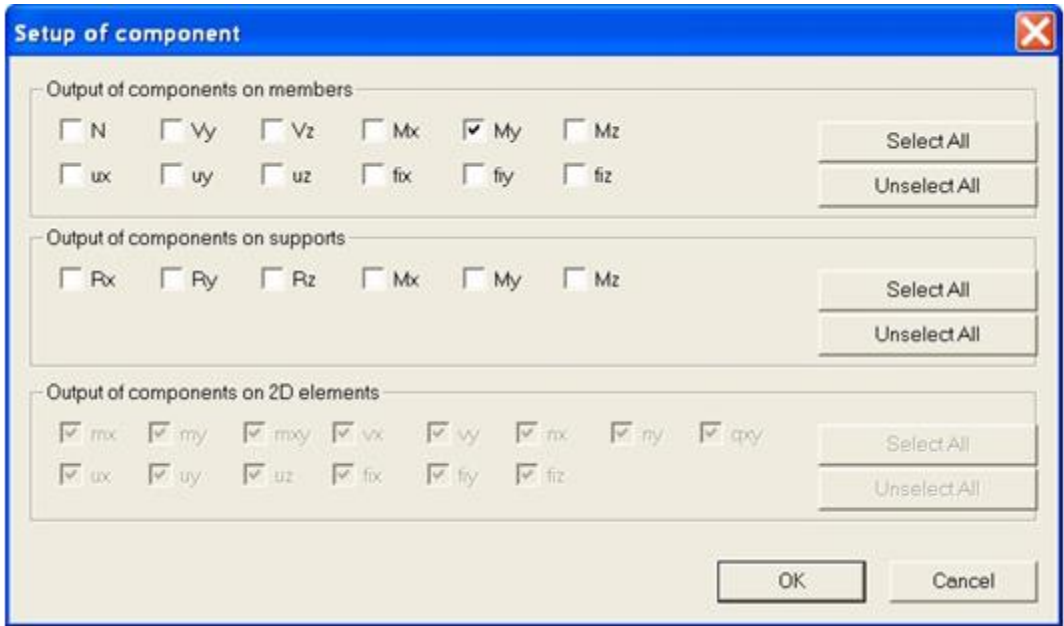 Setup of component
Output of components on members
N Vy Vz Mx My Mz
Select All
ux uy uz fix fiy fiz
Unselect All
Output of components on supports
Rx Ry Rz Mx My Mz
Select All
Unselect All
Output of components on 2D elements
mx my mxy vx vy nx ny qxy
Select All
ux uy uz fix fiy fiz
Unselect All
OK Cancel